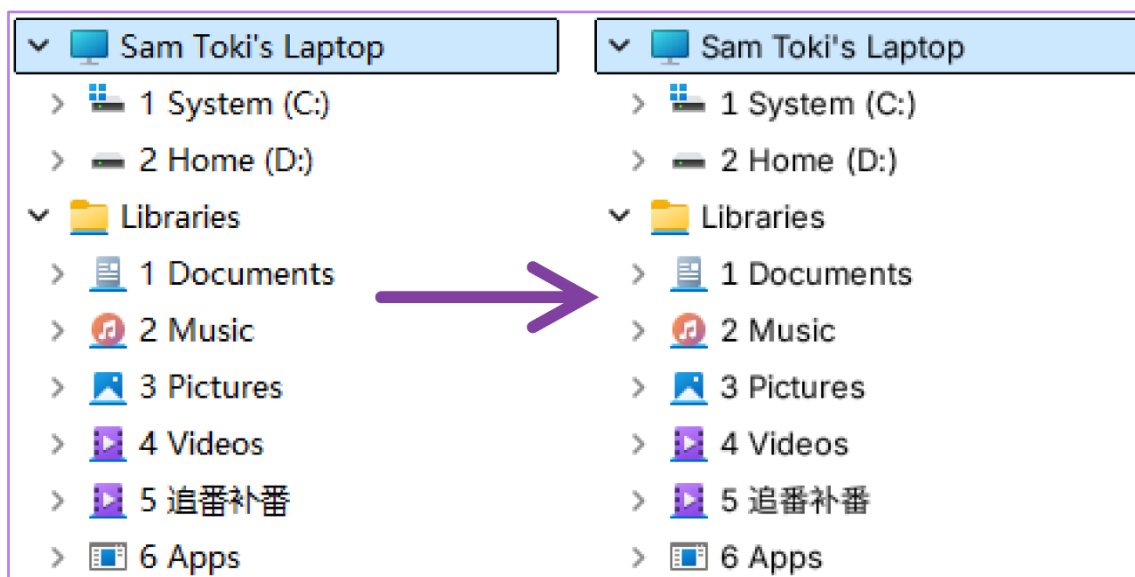 Sam Toki's Laptop
1 System (C:)
2 Home (D:)
Libraries
1 Documents
2 Music
3 Pictures
4 Videos
5 追番补番
6 Apps
Sam Toki's Laptop
1 System (C:)
2 Home (D:)
Libraries
1 Documents
2 Music
3 Pictures
4 Videos
5 追番补番
6 Apps